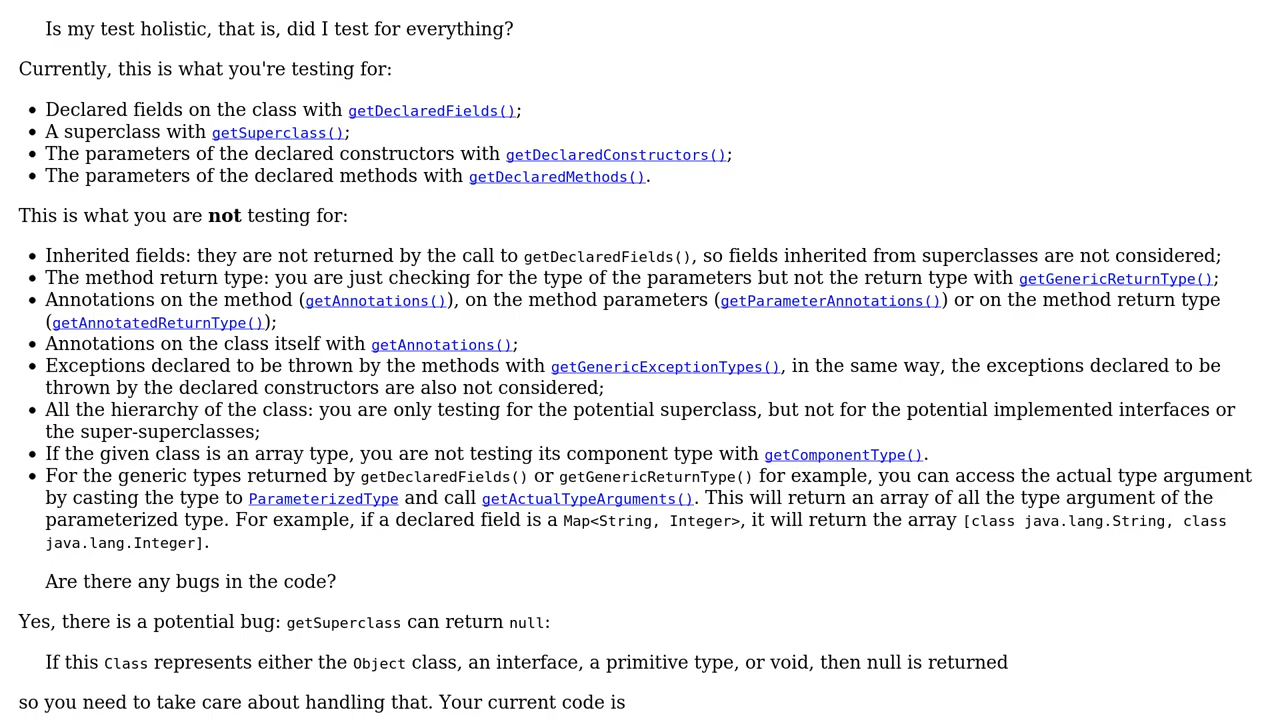 Is my test holistic, that is, did I test for everything?
Currently, this is what you're testing for:
• Declared fields on the class with getDeclaredFields();
• A superclass with getSuperclass();
• The parameters of the declared constructors with getDeclaredConstructors();
• The parameters of the declared methods with getDeclaredMethods().
This is what you are not testing for:
• Inherited fields: they are not returned by the call to getDeclaredFields(), so fields inherited from superclasses are not considered;
• The method return type: you are just checking for the type of the parameters but not the return type with getGenericReturnType();
• Annotations on the method (getAnnotations()), on the method parameters (getParameterAnnotations()) or on the method return type
(getAnnotatedReturnType());
• Annotations on the class itself with getAnnotations();
• Exceptions declared to be thrown by the methods with getGenericExceptionTypes(), in the same way, the exceptions declared to be
thrown by the declared constructors are also not considered;
• All the hierarchy of the class: you are only testing for the potential superclass, but not for the potential implemented interfaces or
the super-superclasses;
• If the given class is an array type, you are not testing its component type with getComponentType().
• For the generic types returned by getDeclaredFields() or getGenericReturnType() for example, you can access the actual type argument
by casting the type to ParameterizedType and call getActualTypeArguments(). This will return an array of all the type argument of the
parameterized type. For example, if a declared field is a Map<String, Integer>, it will return the array [class java.lang.String, class
java.lang.Integer].
Are there any bugs in the code?
Yes, there is a potential bug: getSuperclass can return null:
If this Class represents either the Object class, an interface, a primitive type, or void, then null is returned
so you need to take care about handling that. Your current code is